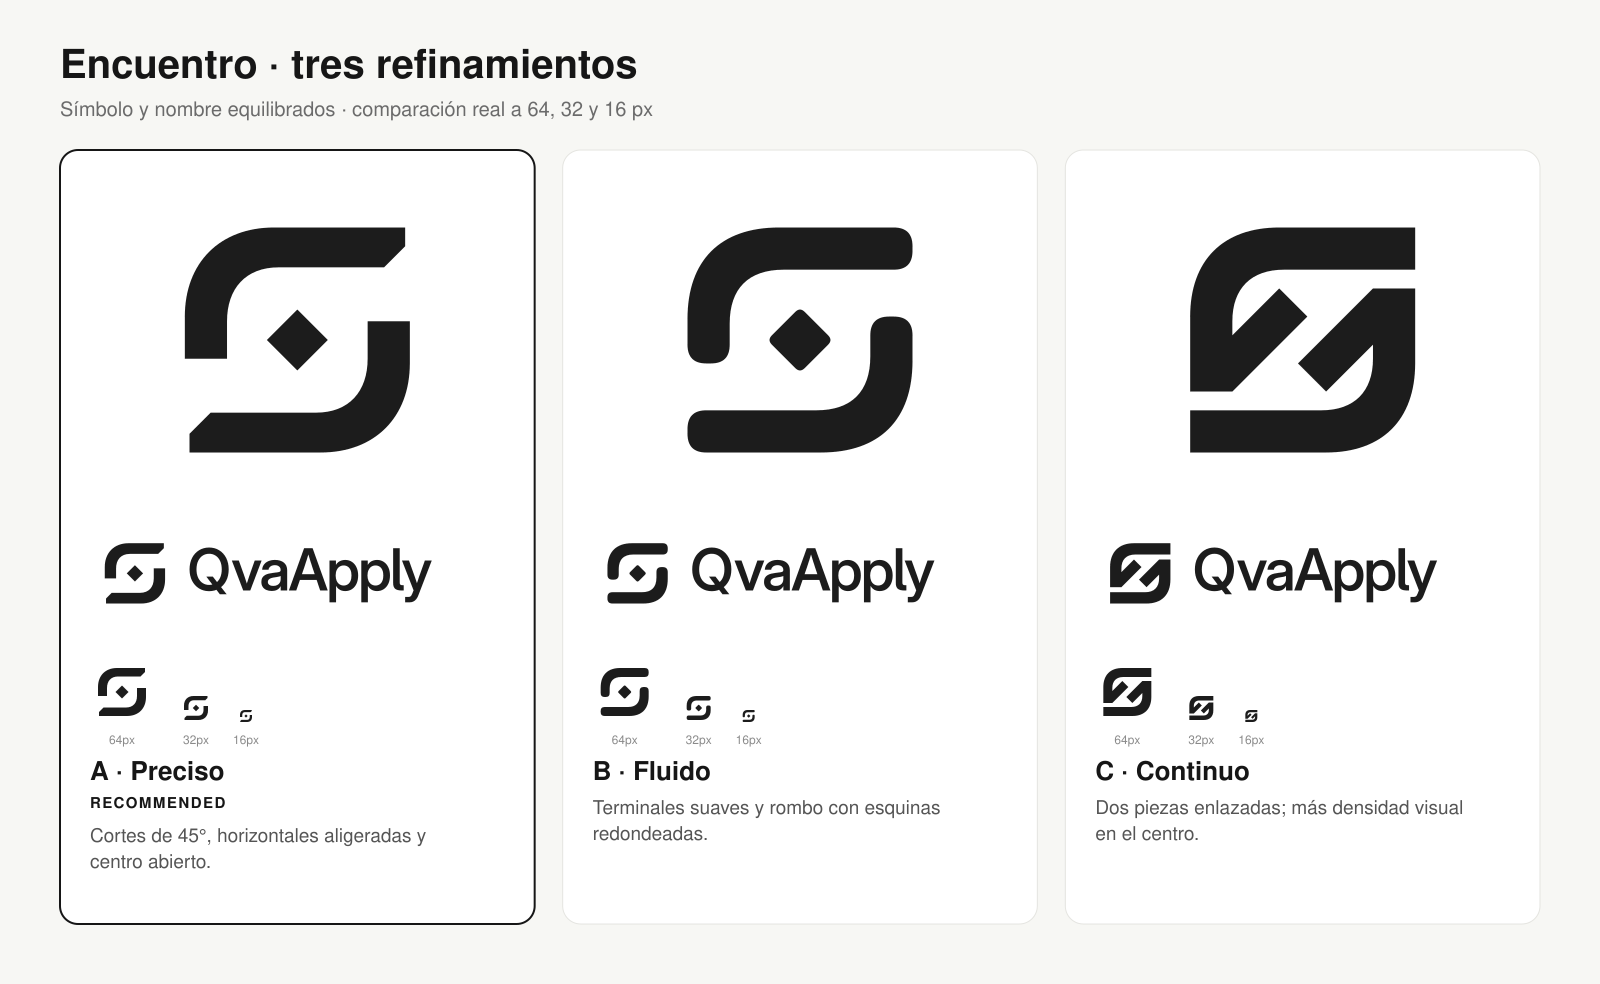 Encuentro · tres refinamientos
Símbolo y nombre equilibrados · comparación real a 64, 32 y 16 px
QvaApply
64px 32px 16px
A · Preciso
RECOMMENDED
Cortes de 45°, horizontales aligeradas y
centro abierto.
QvaApply
64px 32px 16px
B · Fluido
Terminales suaves y rombo con esquinas
redondeadas.
QvaApply
64px 32px 16px
C · Continuo
Dos piezas enlazadas; más densidad visual
en el centro.